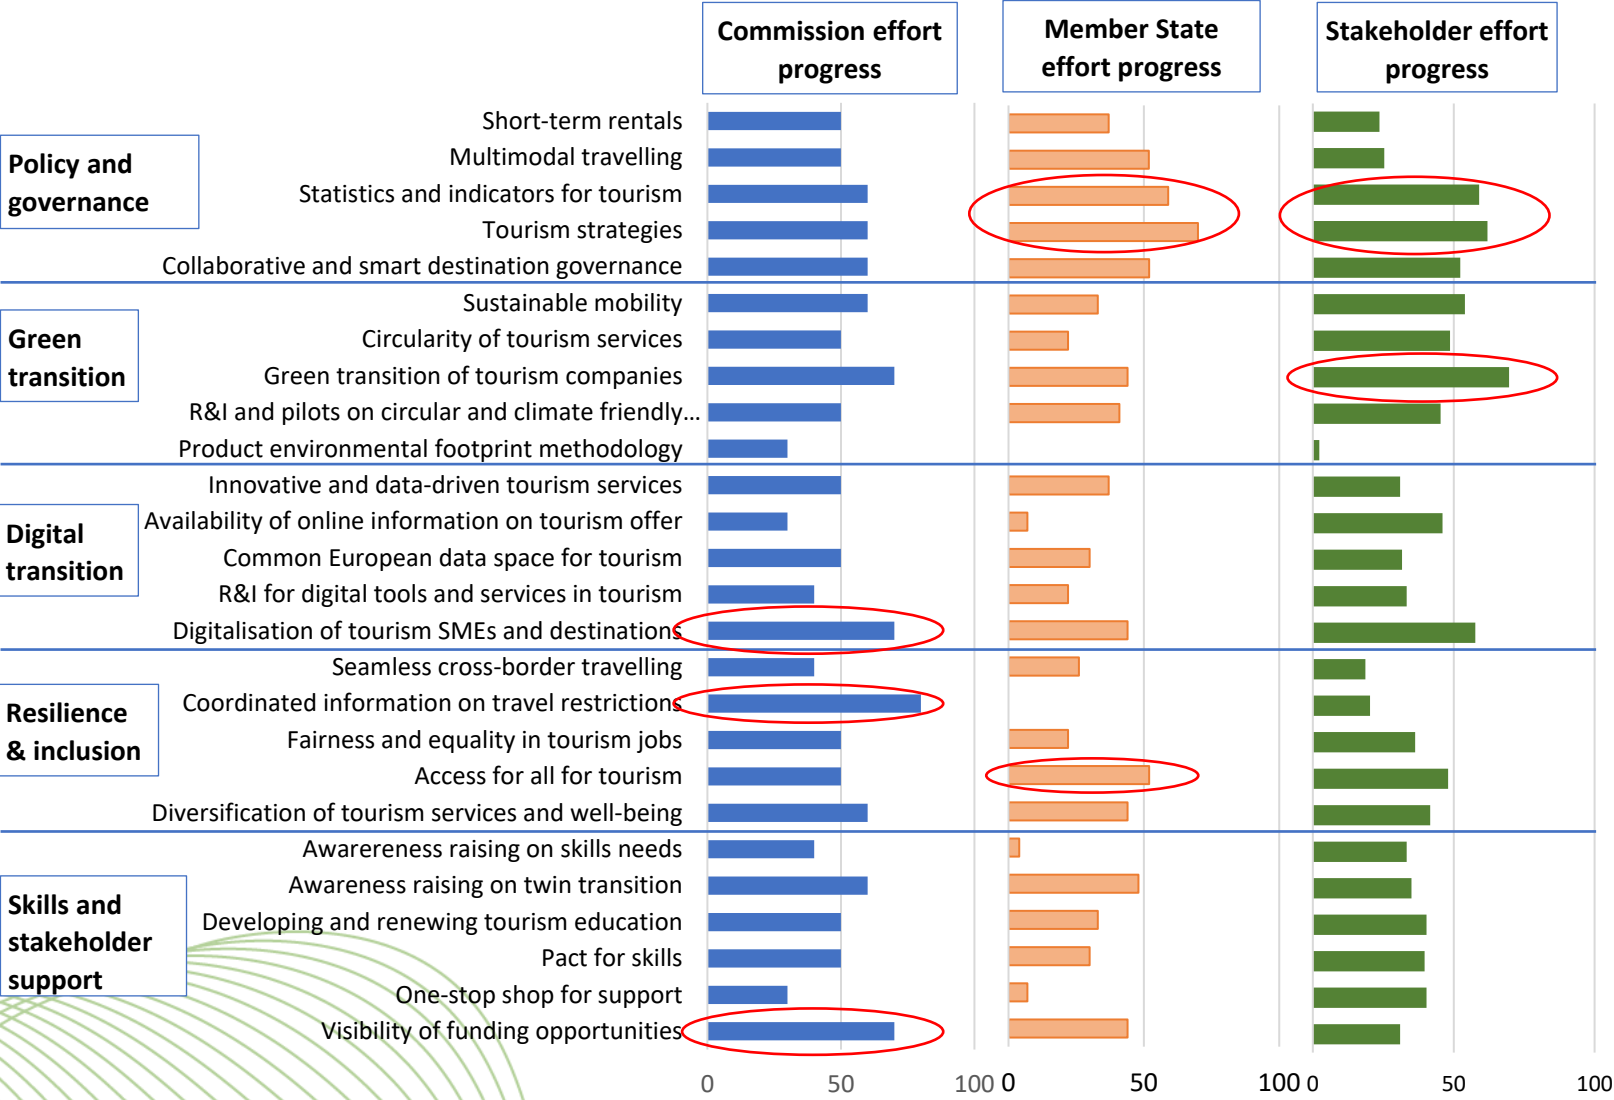 Commission effort
progress
Member State
effort progress
Stakeholder effort
progress
Policy and
governance
Short-term rentals
Multimodal travelling
Statistics and indicators for tourism
Tourism strategies
Collaborative and smart destination governance
Green
transition
Sustainable mobility
Circularity of tourism services
Green transition of tourism companies
R&I and pilots on circular and climate friendly...
Product environmental footprint methodology
Digital
transition
Innovative and data-driven tourism services
Availability of online information on tourism offer
Common European data space for tourism
R&I for digital tools and services in tourism
Digitalisation of tourism SMEs and destinations
Resilience
& inclusion
Seamless cross-border travelling
Coordinated information on travel restrictions
Fairness and equality in tourism jobs
Access for all for tourism
Diversification of tourism services and well-being
Skills and
stakeholder
support
Awarereness raising on skills needs
Awareness raising on twin transition
Developing and renewing tourism education
Pact for skills
One-stop shop for support
Visibility of funding opportunities
0 50 100
0 50 100
0 50 100